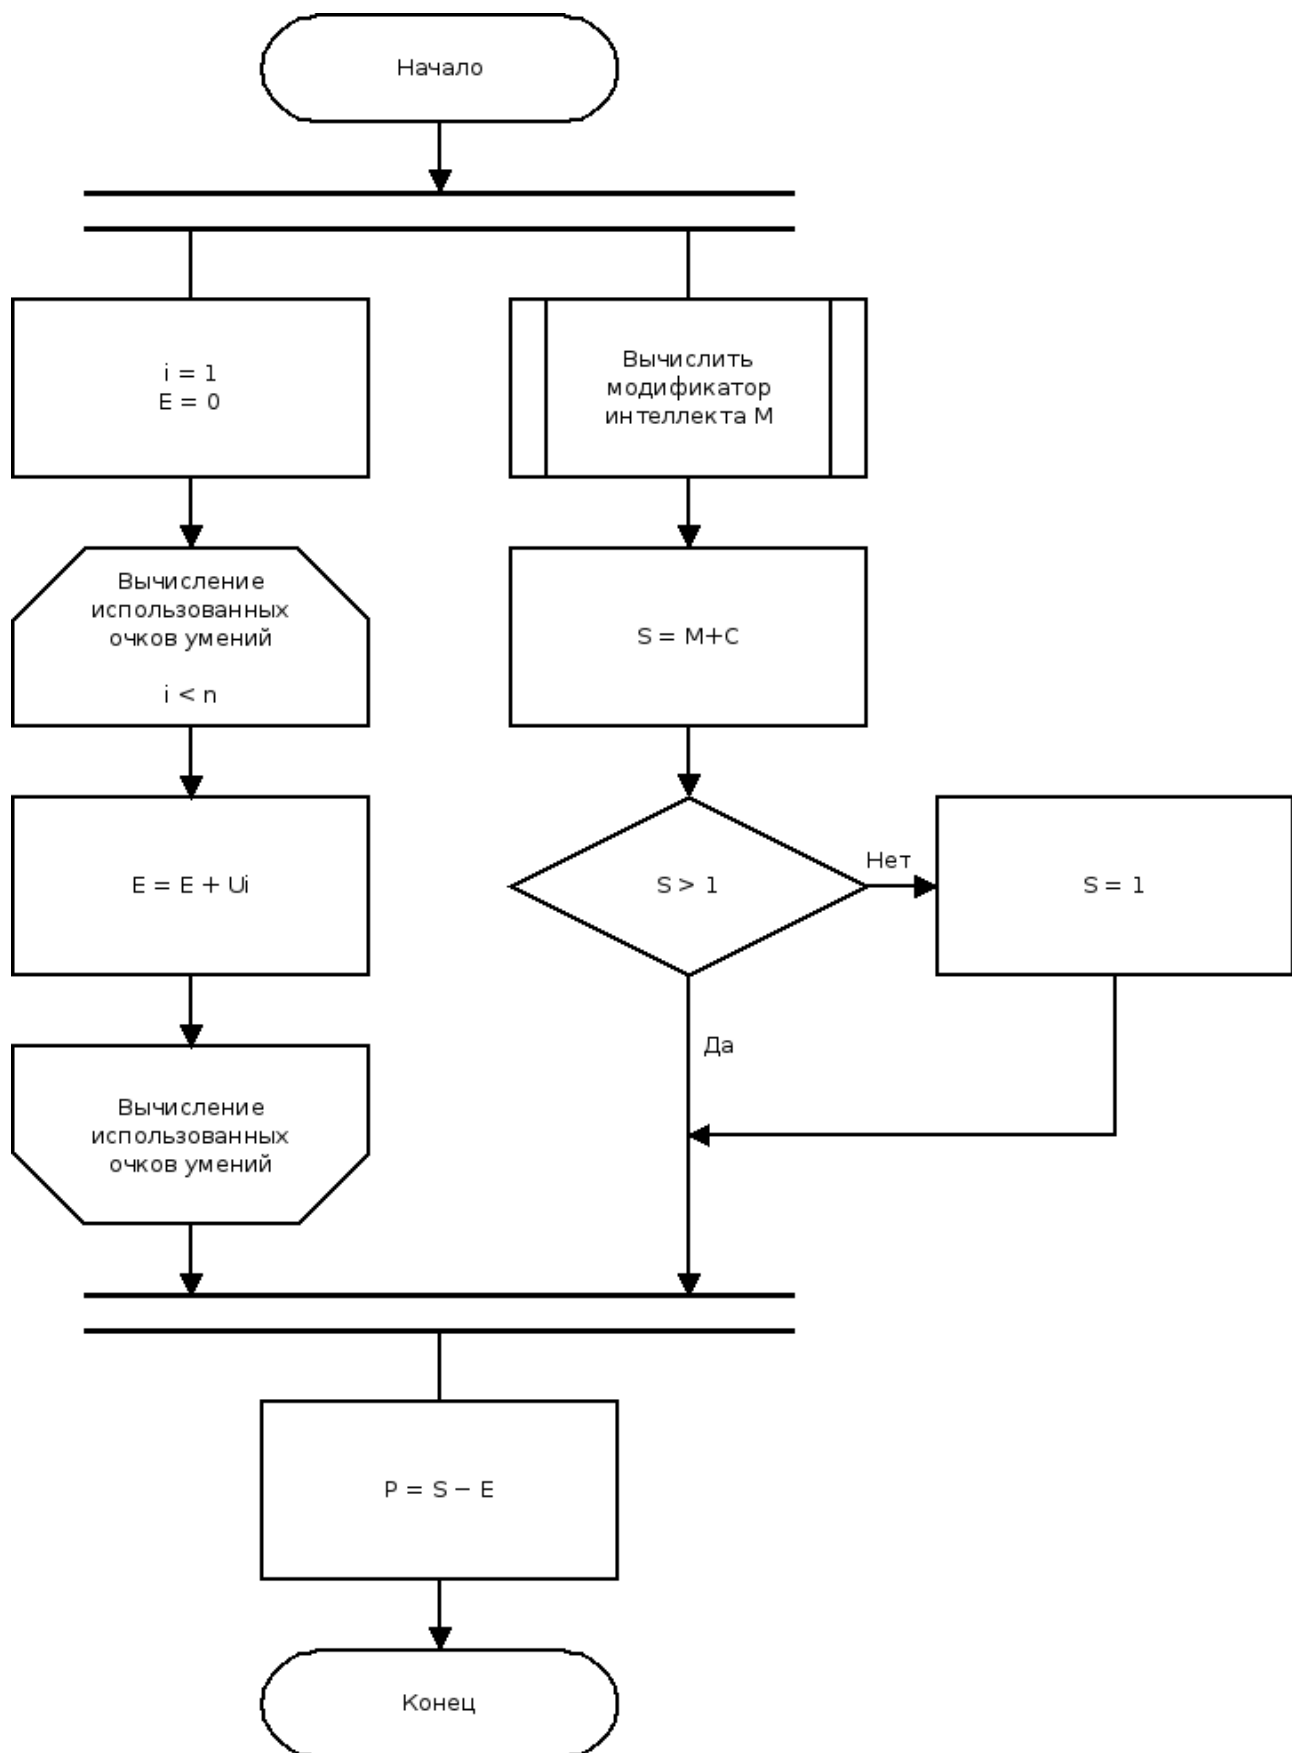 Начало
i = 1
E = 0
Вычислить
модификатор
интеллекта M
Вычисление
использованных
очков умений
i < n
S = M+C
E = E + Ui
S > 1
Нет
S = 1
Да
Вычисление
использованных
очков умений
P = S − E
Конец